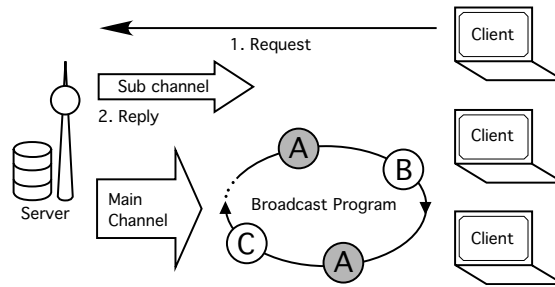 1. Request
Client
Sub channel
2. Reply
Client
A
B
Main
Channel
Broadcast Program
Server
C
A
Client